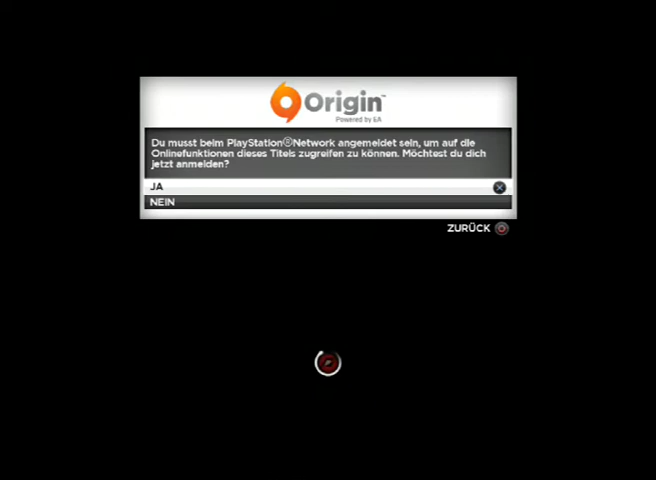 Origin™
Powered by EA
Du musst beim PlayStation®Network angemeldet sein, um auf die
Onlinefunktionen dieses Titels zugreifen zu können. Möchtest du dich
jetzt anmelden?
JA
NEIN
ZURÜCK